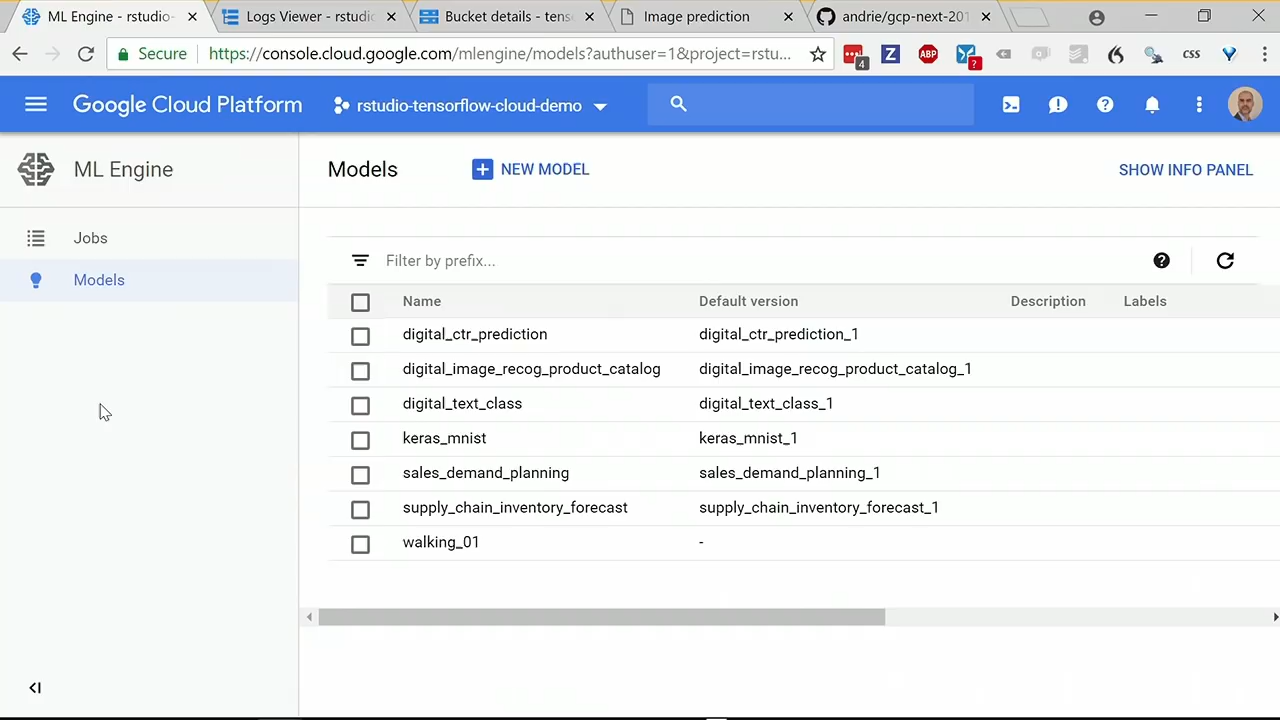 ML Engine - rstudio-
Logs Viewer - rstudio
Bucket details - tens
Image prediction
andrie/gcp-next-201
Secure
https://console.cloud.google.com/mlengine/models?authuser=1&project=rstu...
4
Z
ABP
?
CSS
Google Cloud Platform
rstudio-tensorflow-cloud-demo
ML Engine
Models
NEW MODEL
SHOW INFO PANEL
Jobs
Models
Filter by prefix...
Name Default version Description Labels
digital_ctr_prediction digital_ctr_prediction_1
digital_image_recog_product_catalog digital_image_recog_product_catalog_1
digital_text_class digital_text_class_1
keras_mnist keras_mnist_1
sales_demand_planning sales_demand_planning_1
supply_chain_inventory_forecast supply_chain_inventory_forecast_1
walking_01 -